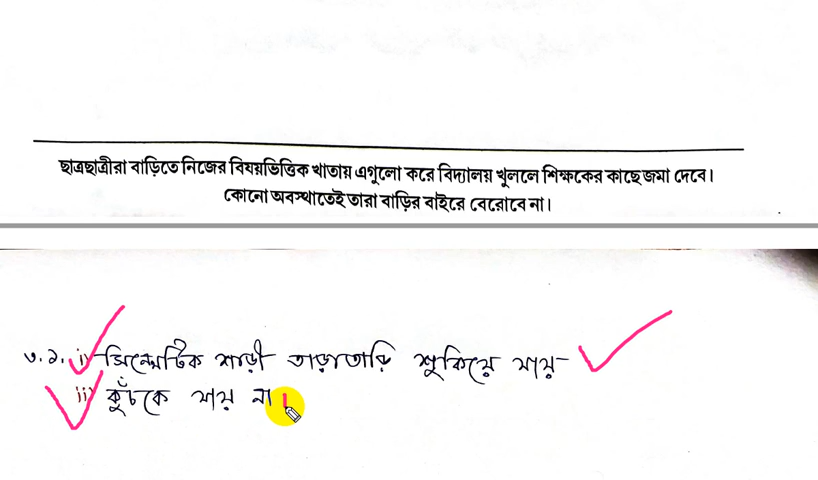 ছাত্রছাত্রীরা বাড়িতে নিজের বিষয়ভিত্তিক খাতায় এগুলো করে বিদ্যালয় খুললে শিক্ষকের কাছে জমা দেবে।
কোনো অবস্থাতেই তারা বাড়ির বাইরে বেরোবে না।
৩.১. i) সিন্থেটিক শাড়ী তাড়াতাড়ি শুকিয়ে যায়
ii) কুঁচকে যায় না।